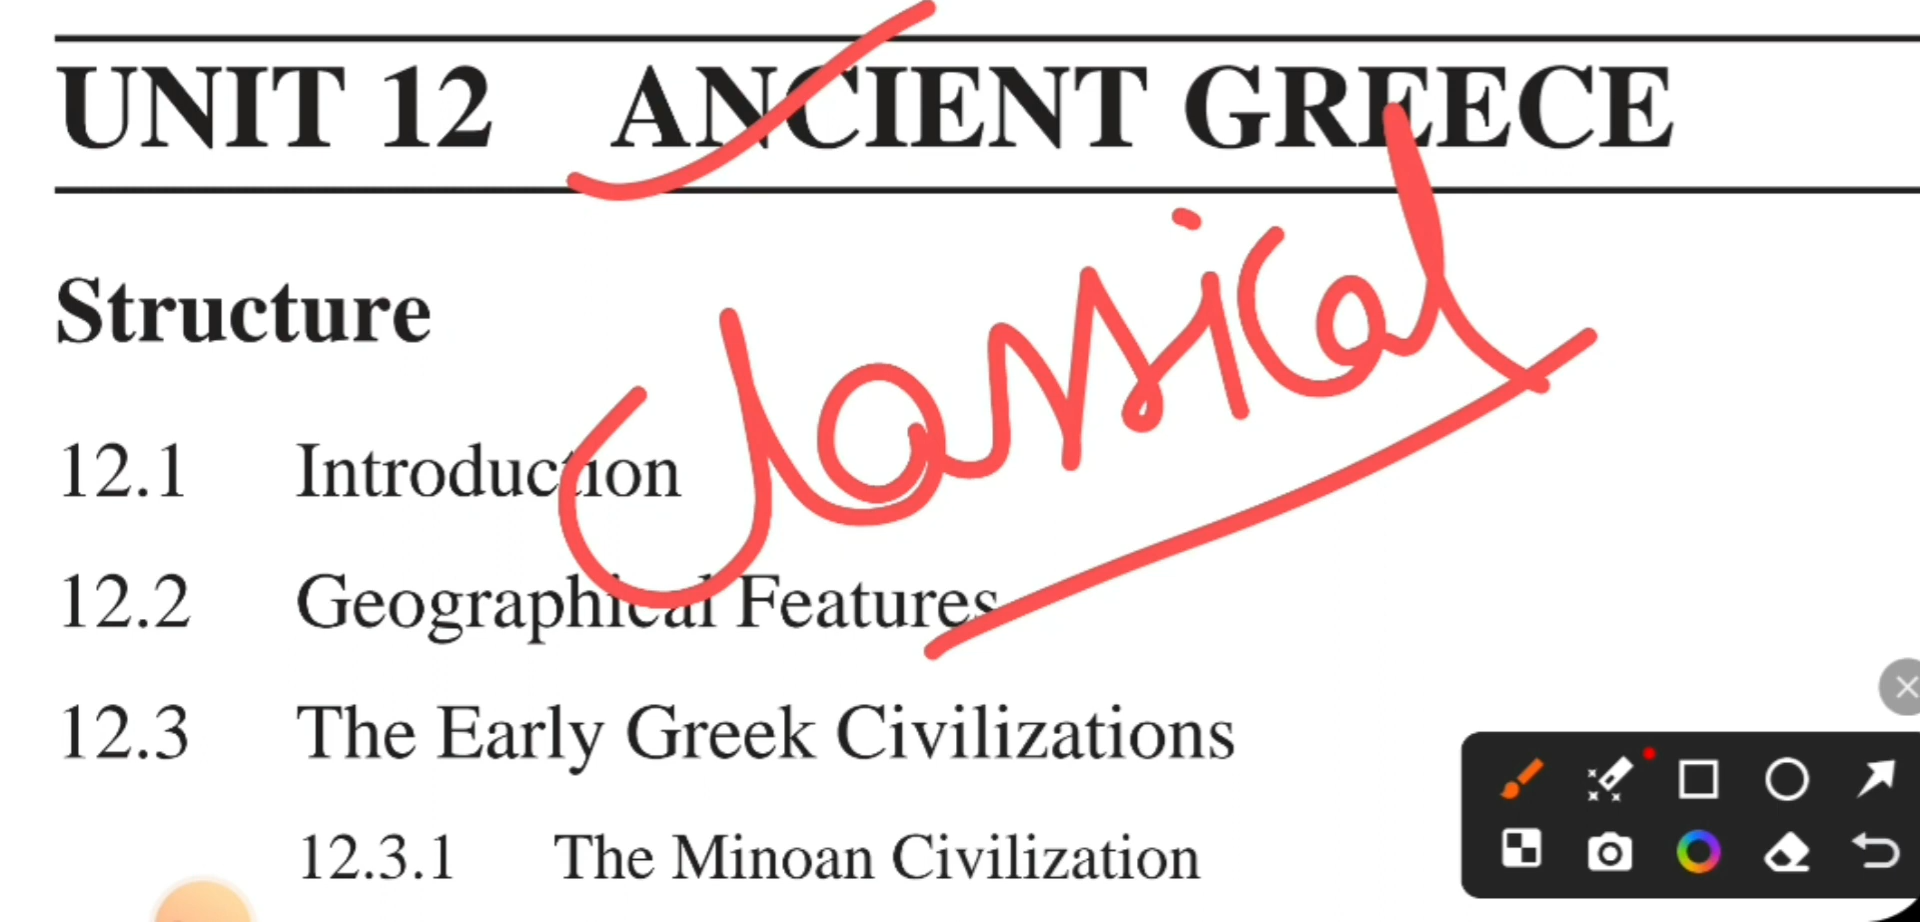 UNIT 12 ANCIENT GREECE
Structure
classical
12.1 Introduction
12.2 Geographical Features
12.3 The Early Greek Civilizations
12.3.1 The Minoan Civilization